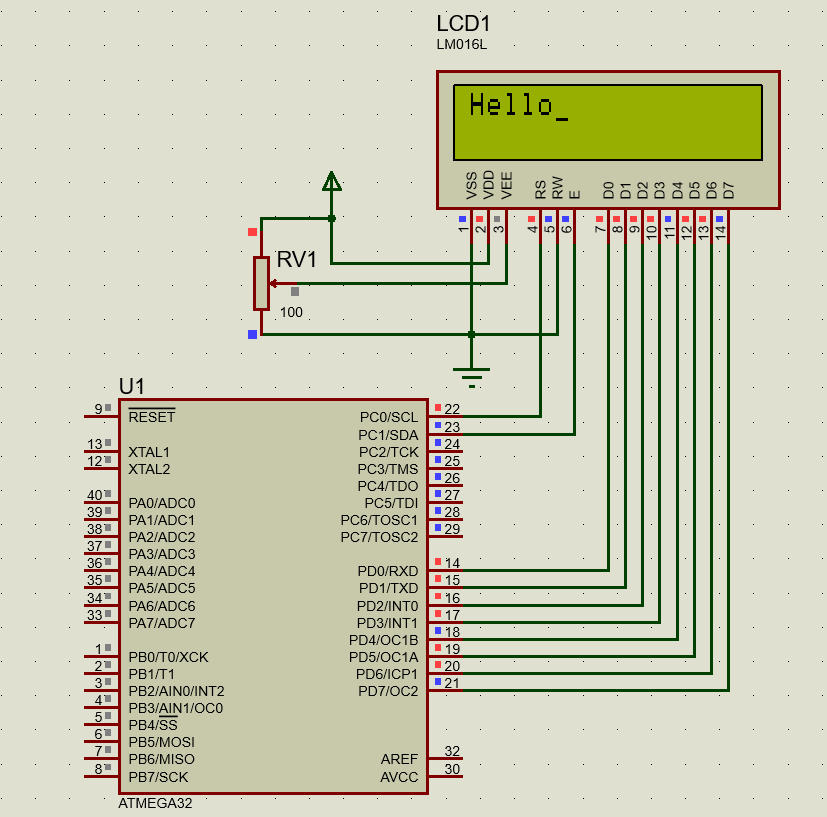 LCD1
LM016L
Hello_
VSS VDD VEE RS RW E D0 D1 D2 D3 D4 D5 D6 D7
1 2 3 4 5 6 7 8 9 10 11 12 13 14
RV1
100
U1
9 RESET PC0/SCL 22
PC1/SDA 23
13 XTAL1 PC2/TCK 24
12 XTAL2 PC3/TMS 25
PC4/TDO 26
40 PA0/ADC0 PC5/TDI 27
39 PA1/ADC1 PC6/TOSC1 28
38 PA2/ADC2 PC7/TOSC2 29
37 PA3/ADC3
36 PA4/ADC4 PD0/RXD 14
35 PA5/ADC5 PD1/TXD 15
34 PA6/ADC6 PD2/INT0 16
33 PA7/ADC7 PD3/INT1 17
PD4/OC1B 18
1 PB0/T0/XCK PD5/OC1A 19
2 PB1/T1 PD6/ICP1 20
3 PB2/AIN0/INT2 PD7/OC2 21
4 PB3/AIN1/OC0
5 PB4/SS
6 PB5/MOSI
7 PB6/MISO AREF 32
8 PB7/SCK AVCC 30
ATMEGA32